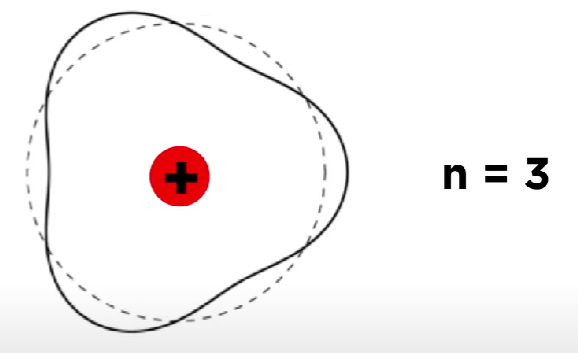 +
n = 3